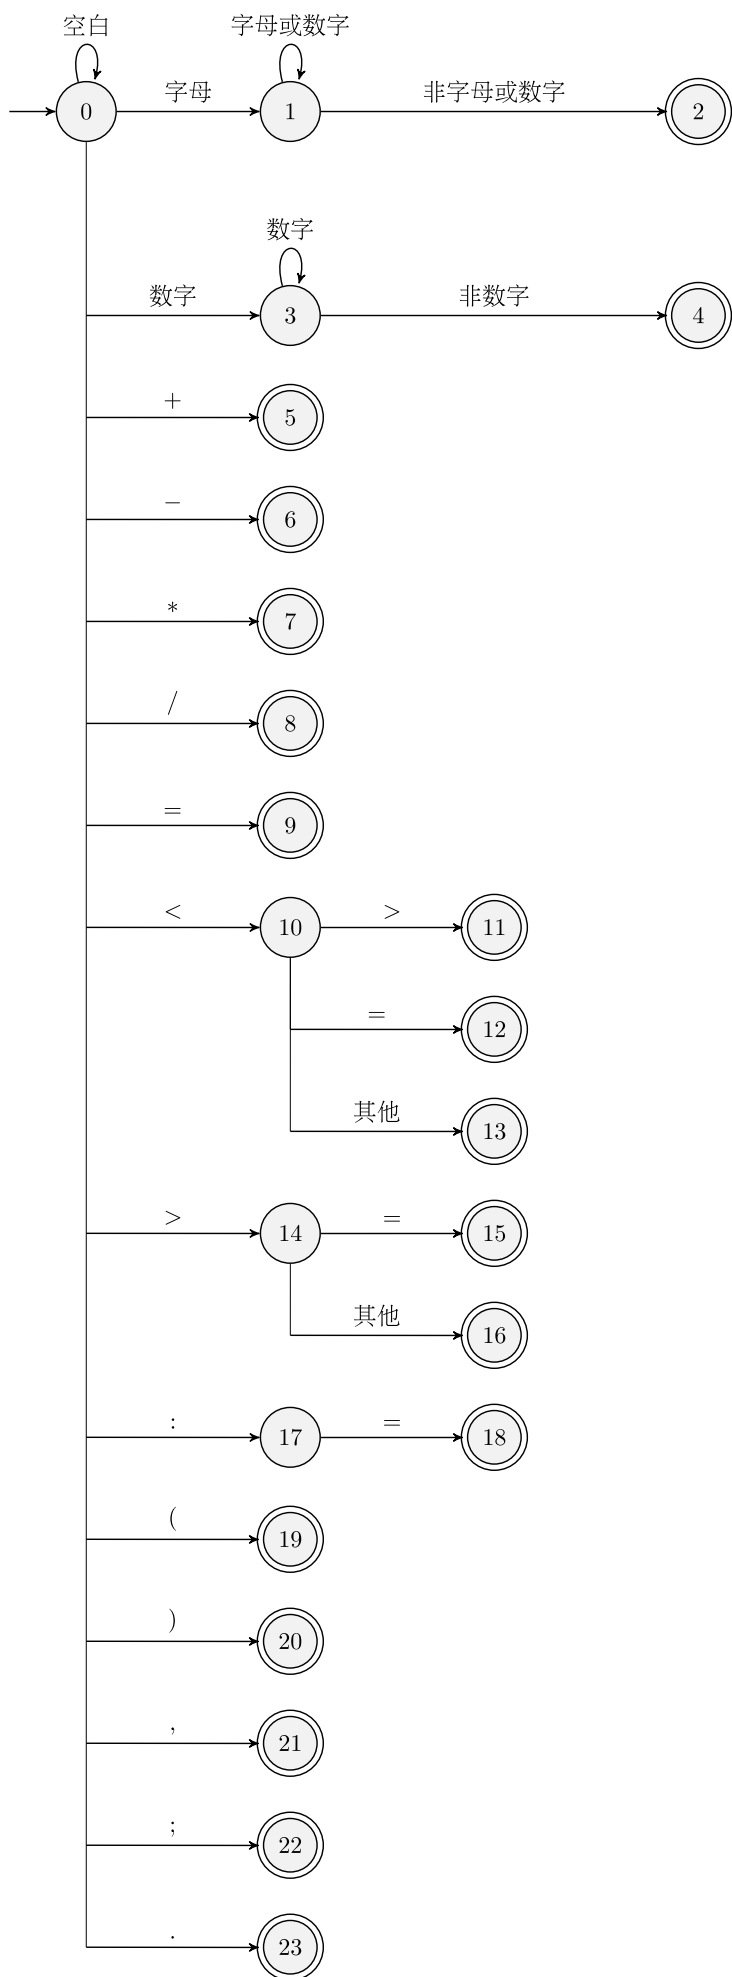 空白 字母或数字
0 字母 1 非字母或数字 2
数字
数字 3 非数字 4
+ 5
− 6
* 7
/ 8
= 9
< 10 > 11
= 12
其他 13
> 14 = 15
其他 16
: 17 = 18
( 19
) 20
, 21
; 22
. 23